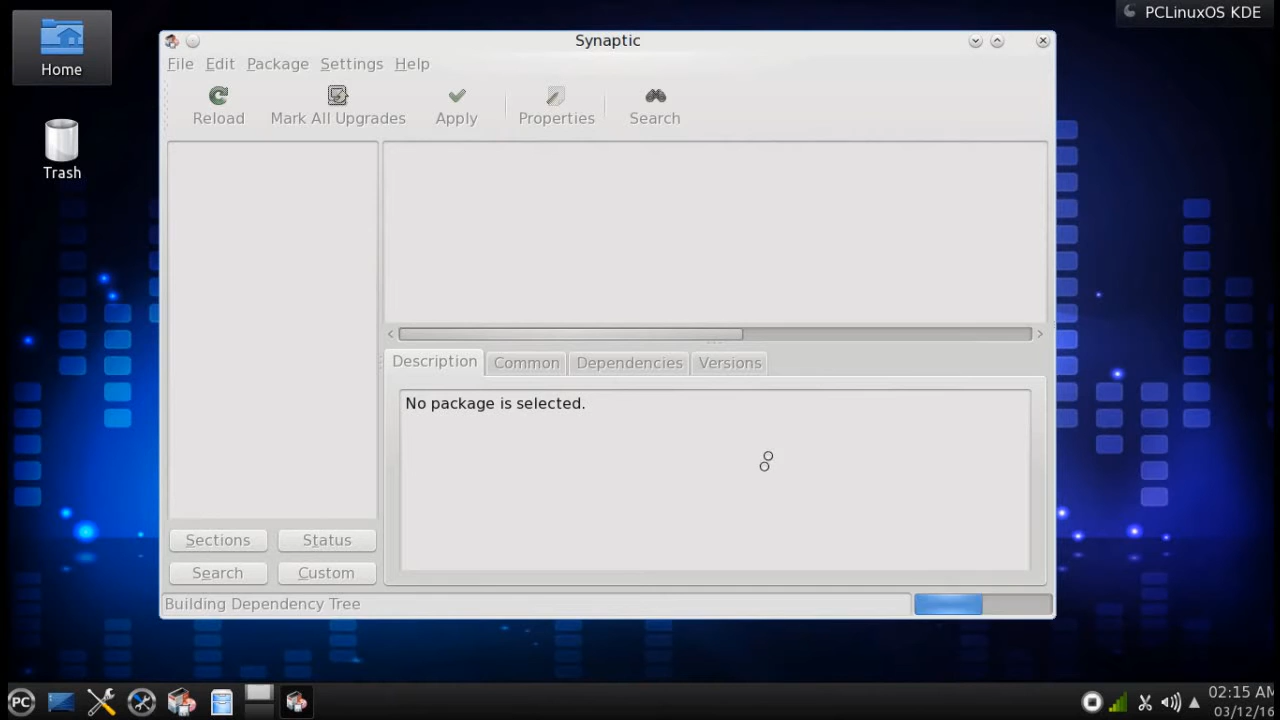 PCLinuxOS KDE
Home
Trash
Synaptic
File Edit Package Settings Help
Reload Mark All Upgrades Apply Properties Search
Description Common Dependencies Versions
No package is selected.
Sections Status
Search Custom
Building Dependency Tree
PC
02:15 AM
03/12/16